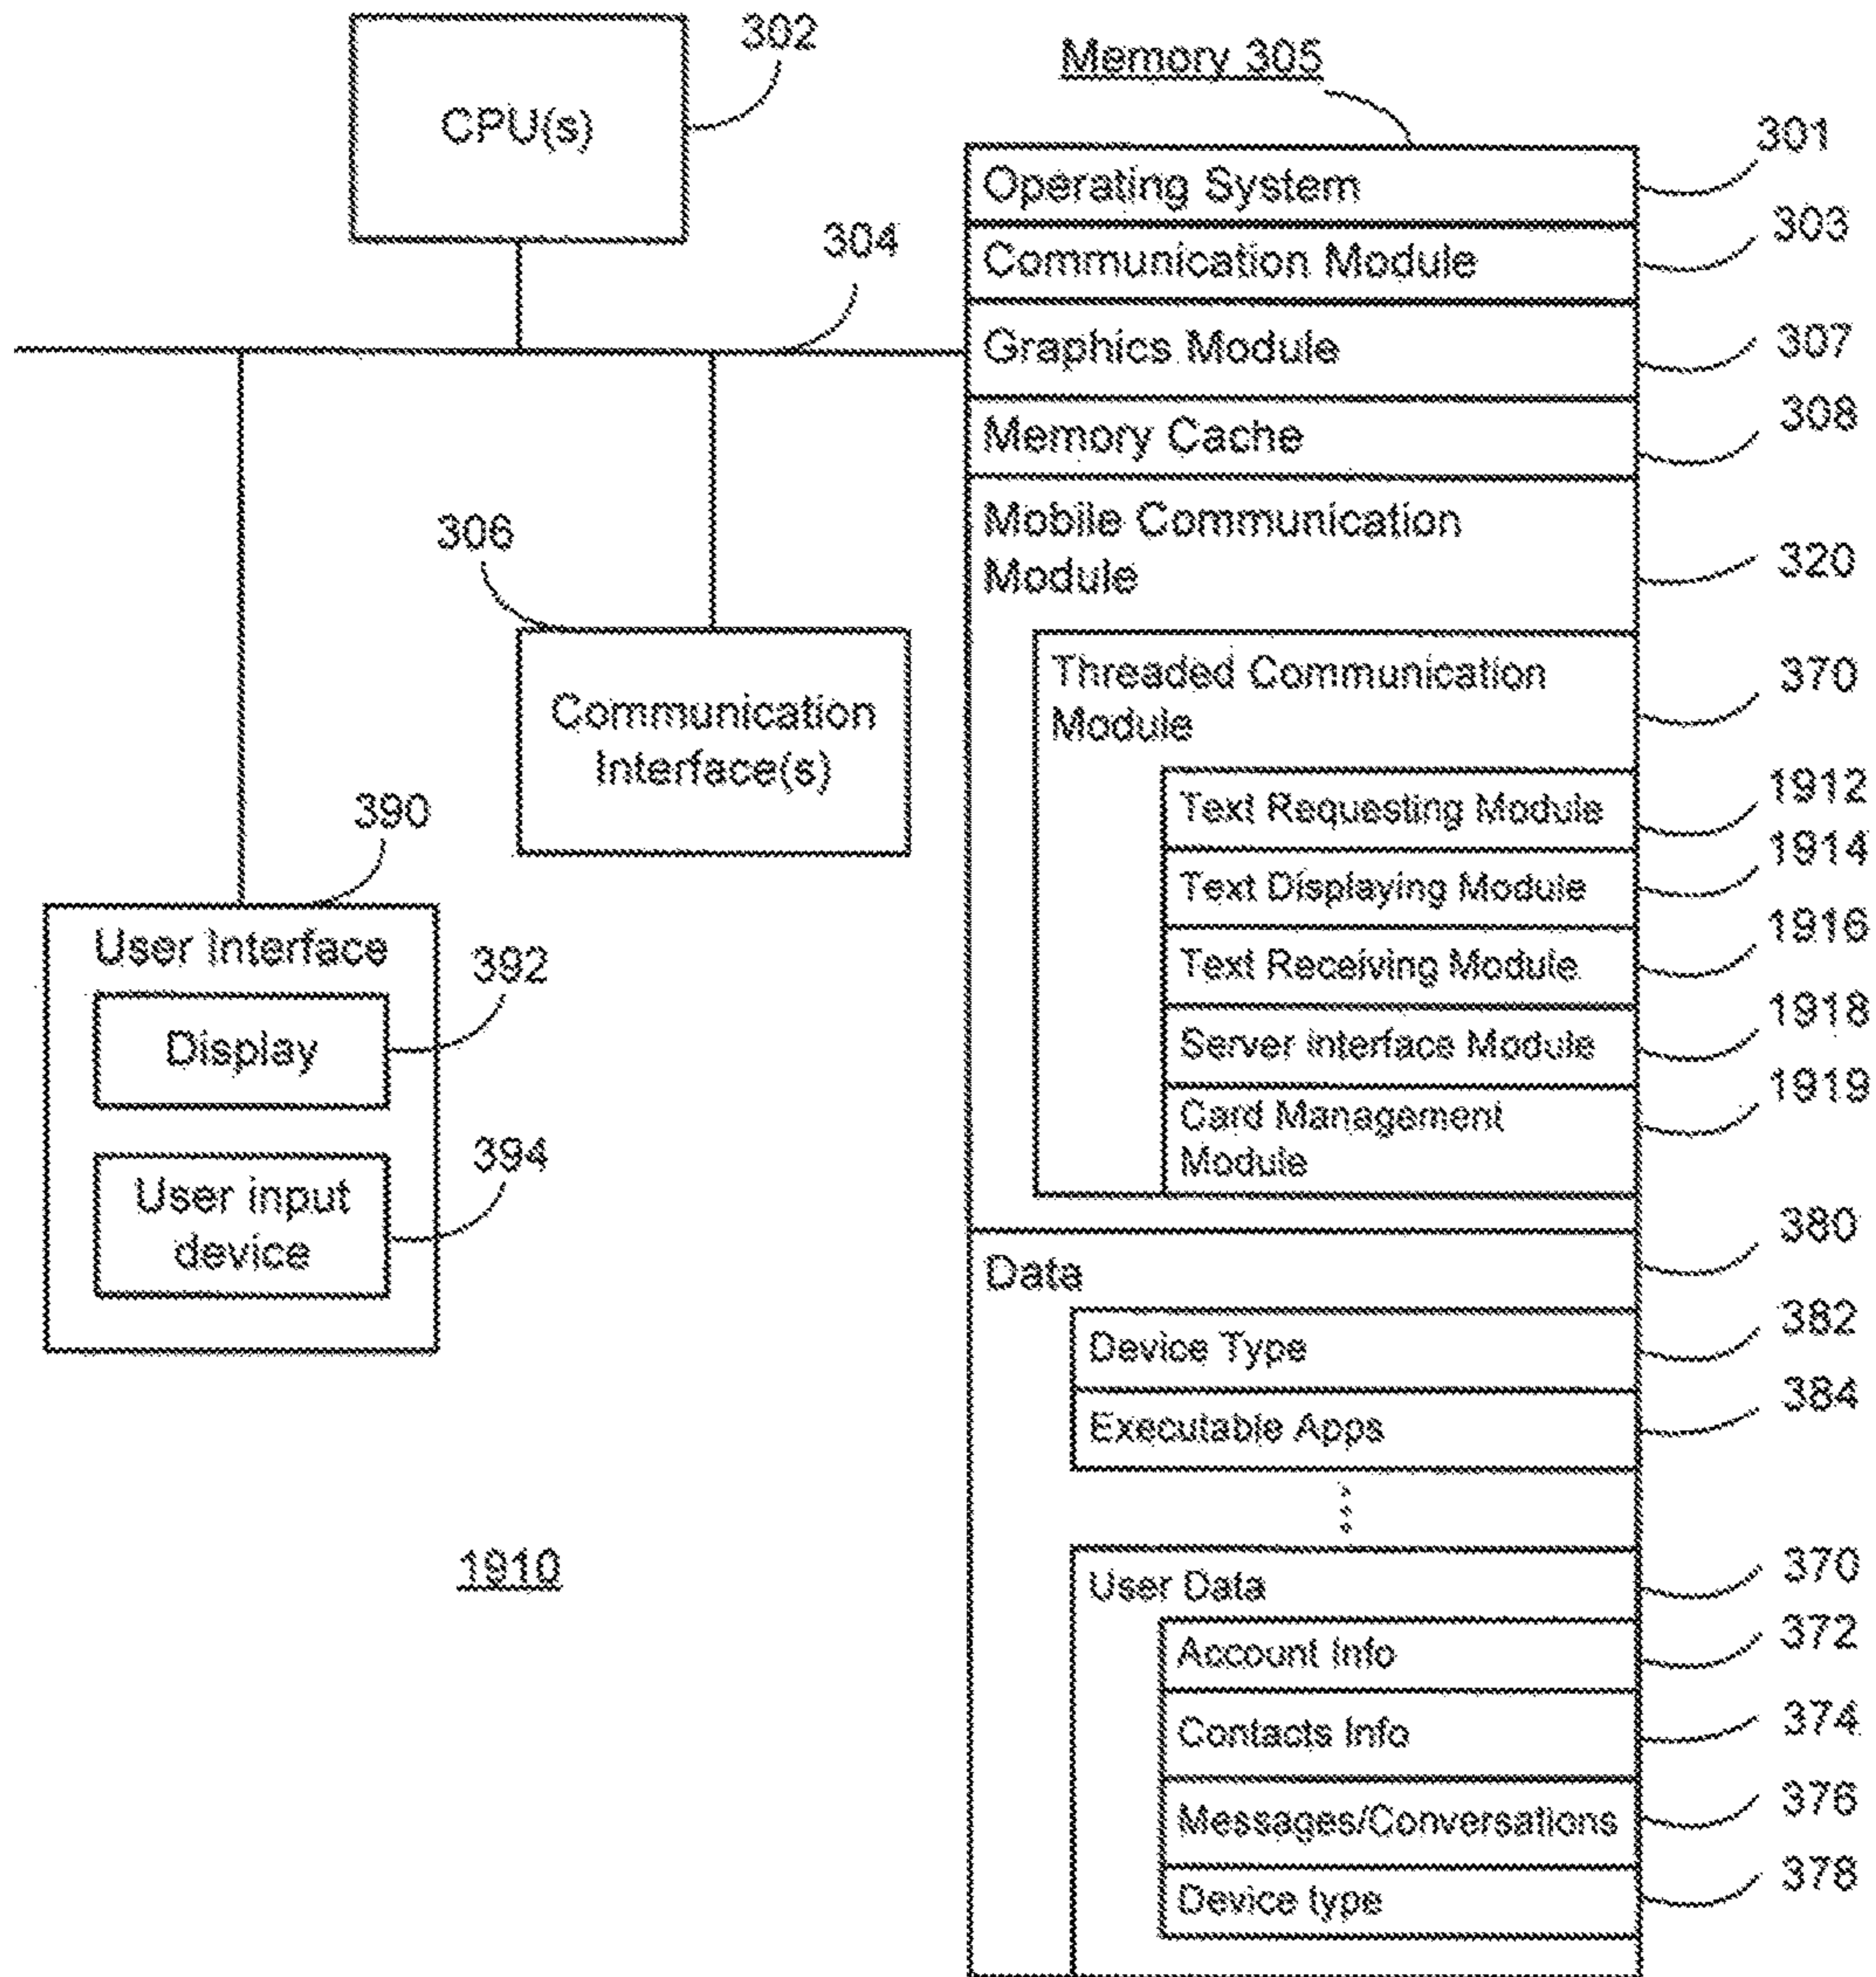 302
CPU(s)
Memory 305
301
Operating System
303
Communication Module
304
307
Graphics Module
308
Memory Cache
Mobile Communication
Module
320
306
Communication
Interface(s)
Threaded Communication
Module
370
1912
Text Requesting Module
1914
Text Displaying Module
1916
Text Receiving Module
1918
Server interface Module
1919
Card Management
Module
390
User Interface
392
Display
394
User input
device
380
Data
382
Device Type
384
Executable Apps
1910
370
User Data
372
Account Info
374
Contacts Info
376
Messages/Conversations
378
Device type